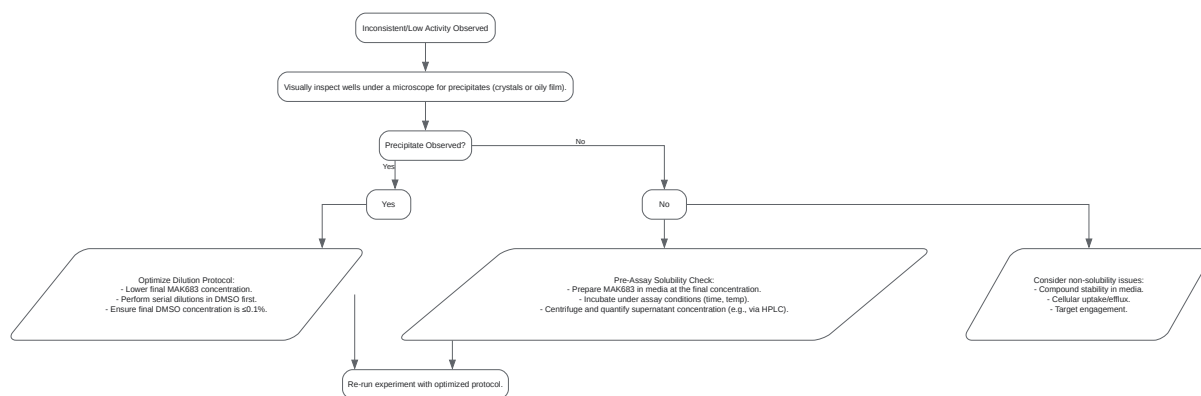 Inconsistent/Low Activity Observed
Visually inspect wells under a microscope for precipitates (crystals or oily film).
Precipitate Observed?
No
Yes
Yes
No
Optimize Dilution Protocol:
- Lower final MAK683 concentration.
- Perform serial dilutions in DMSO first.
- Ensure final DMSO concentration is ≤0.1%.
Pre-Assay Solubility Check:
- Prepare MAK683 in media at the final concentration.
- Incubate under assay conditions (time, temp).
- Centrifuge and quantify supernatant concentration (e.g., via HPLC).
Consider non-solubility issues:
- Compound stability in media.
- Cellular uptake/efflux.
- Target engagement.
Re-run experiment with optimized protocol.